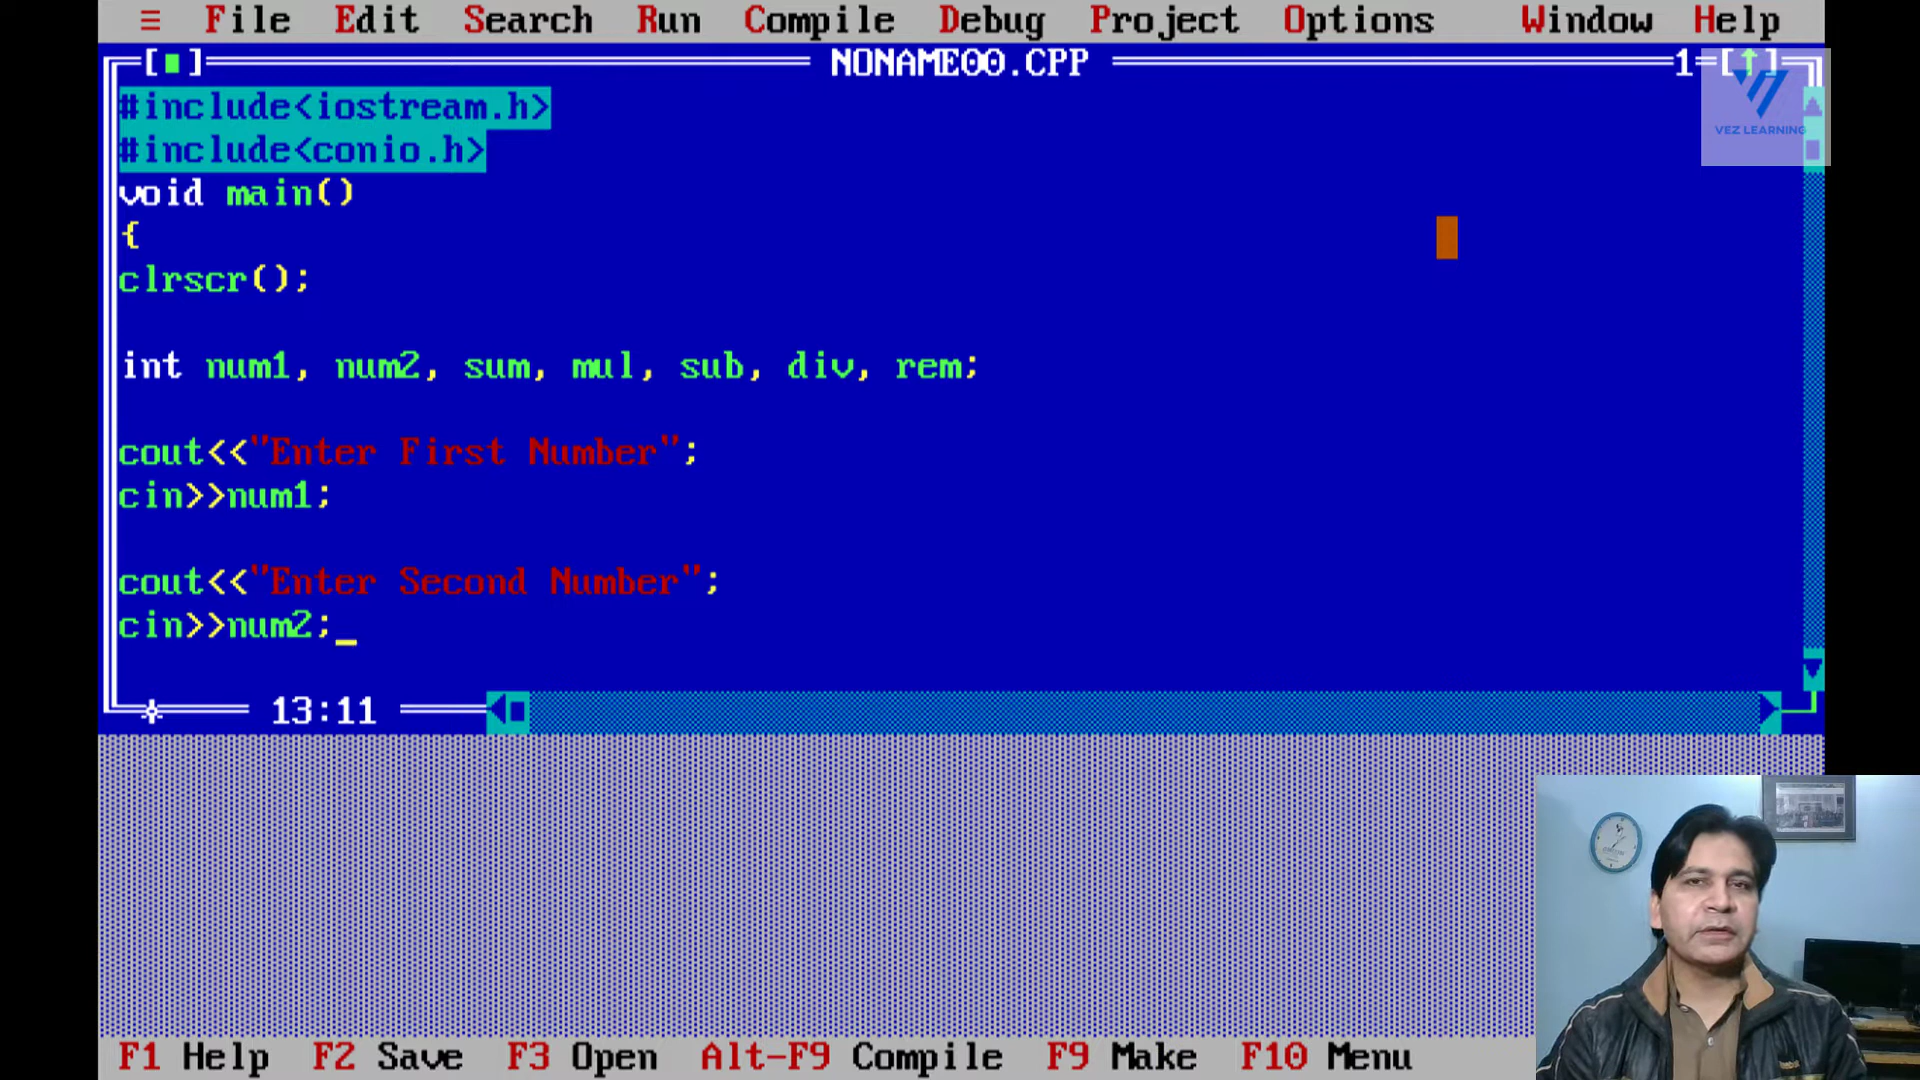 ≡ File Edit Search Run Compile Debug Project Options Window Help
[■] NONAME00.CPP 1=[↑]
VEZ LEARNING
#include<iostream.h>
#include<conio.h>
void main()
{
clrscr();
int num1, num2, sum, mul, sub, div, rem;
cout<<"Enter First Number";
cin>>num1;
cout<<"Enter Second Number";
cin>>num2;_
13:11
F1 Help F2 Save F3 Open Alt-F9 Compile F9 Make F10 Menu